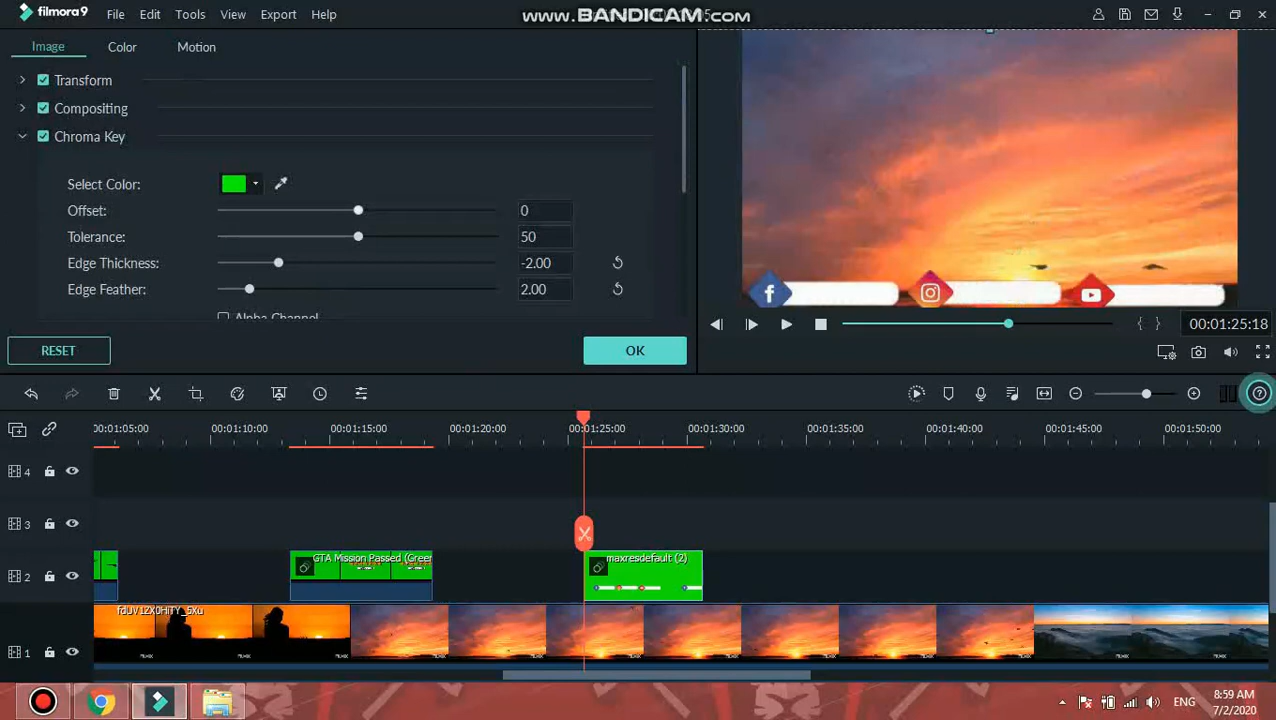 filmora9 File Edit Tools View Export Help
www.BANDICAM.com
Image Color Motion
Transform
Compositing
Chroma Key
Select Color:
Offset: 0
Tolerance: 50
Edge Thickness: -2.00
Edge Feather: 2.00
Alpha Channel
RESET OK
00:01:25:18
00:01:05:00 00:01:10:00 00:01:15:00 00:01:20:00 00:01:25:00 00:01:30:00 00:01:35:00 00:01:40:00 00:01:45:00 00:01:50:00
4
3
GTA Mission Passed (Green maxresdefault (2)
2
fdUV1ZX0HiTY_5Xu
1
ENG
8:59 AM
7/2/2020